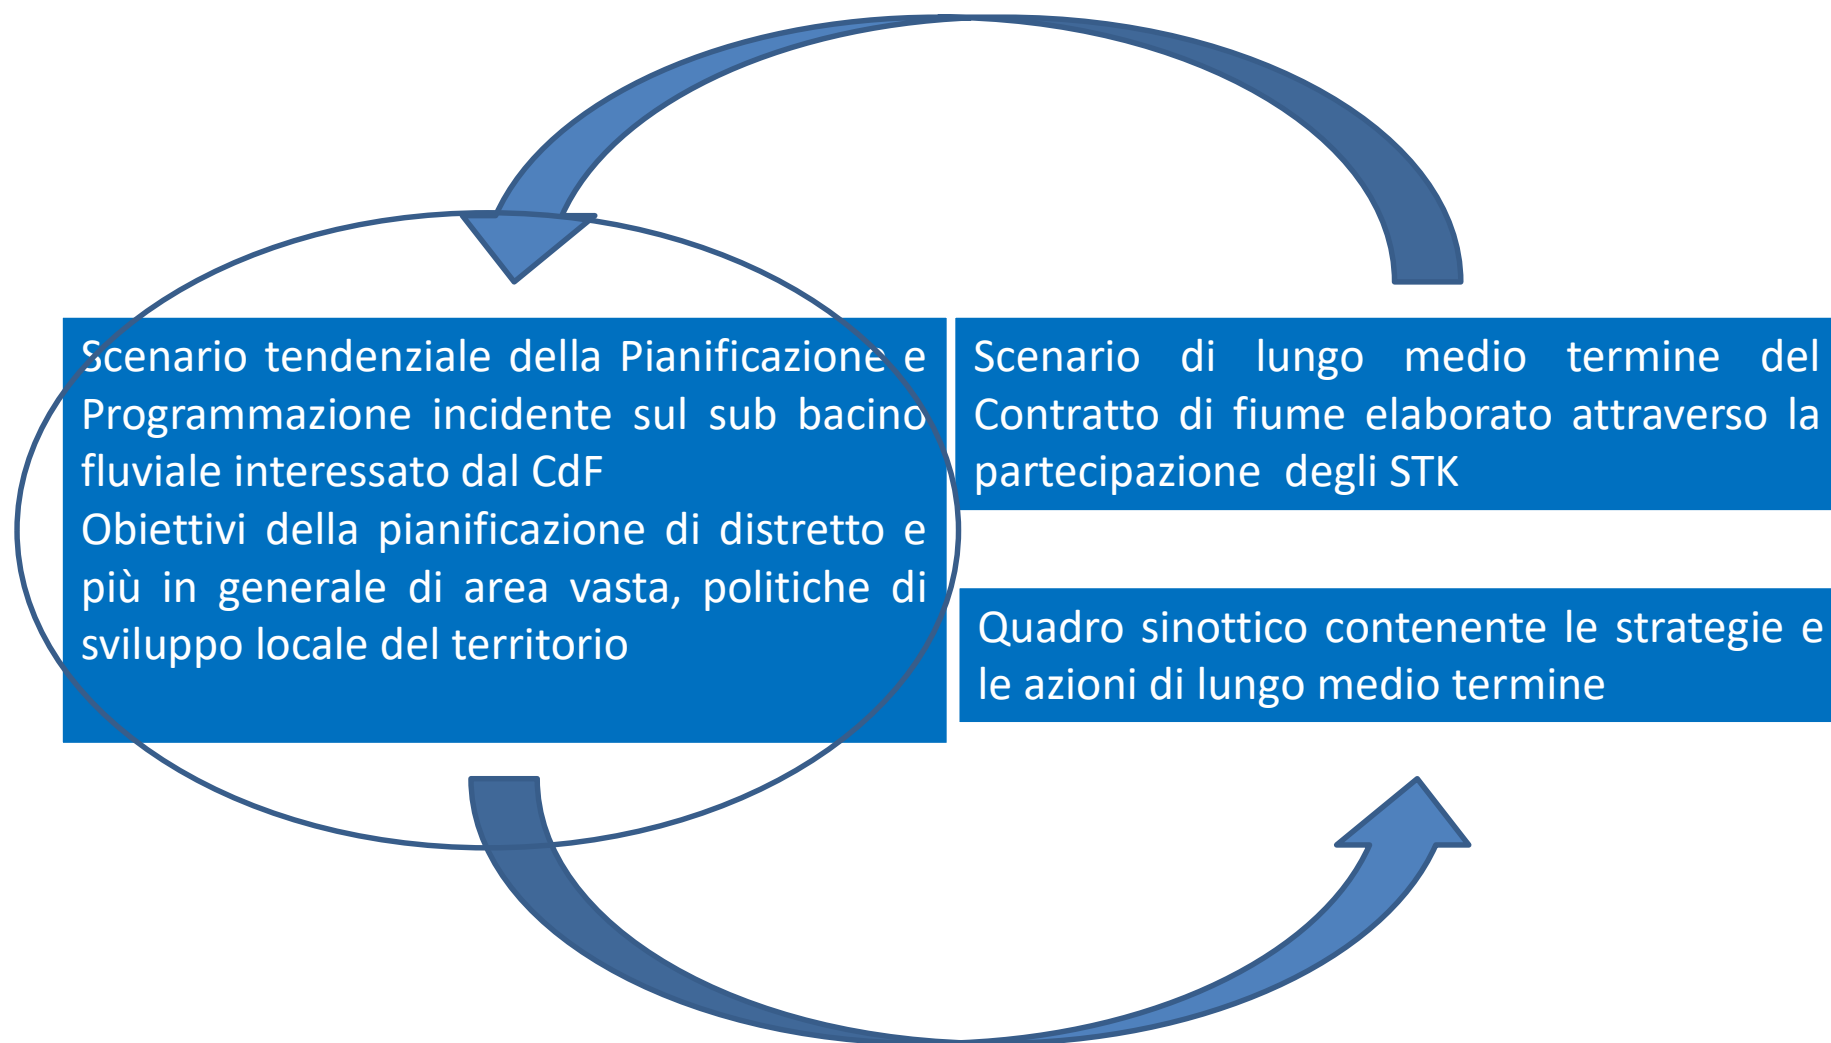 Scenario tendenziale della Pianificazione e
Programmazione incidente sul sub bacino
fluviale interessato dal CdF
Obiettivi della pianificazione di distretto e
più in generale di area vasta, politiche di
sviluppo locale del territorio
Scenario di lungo medio termine del
Contratto di fiume elaborato attraverso la
partecipazione degli STK
Quadro sinottico contenente le strategie e
le azioni di lungo medio termine